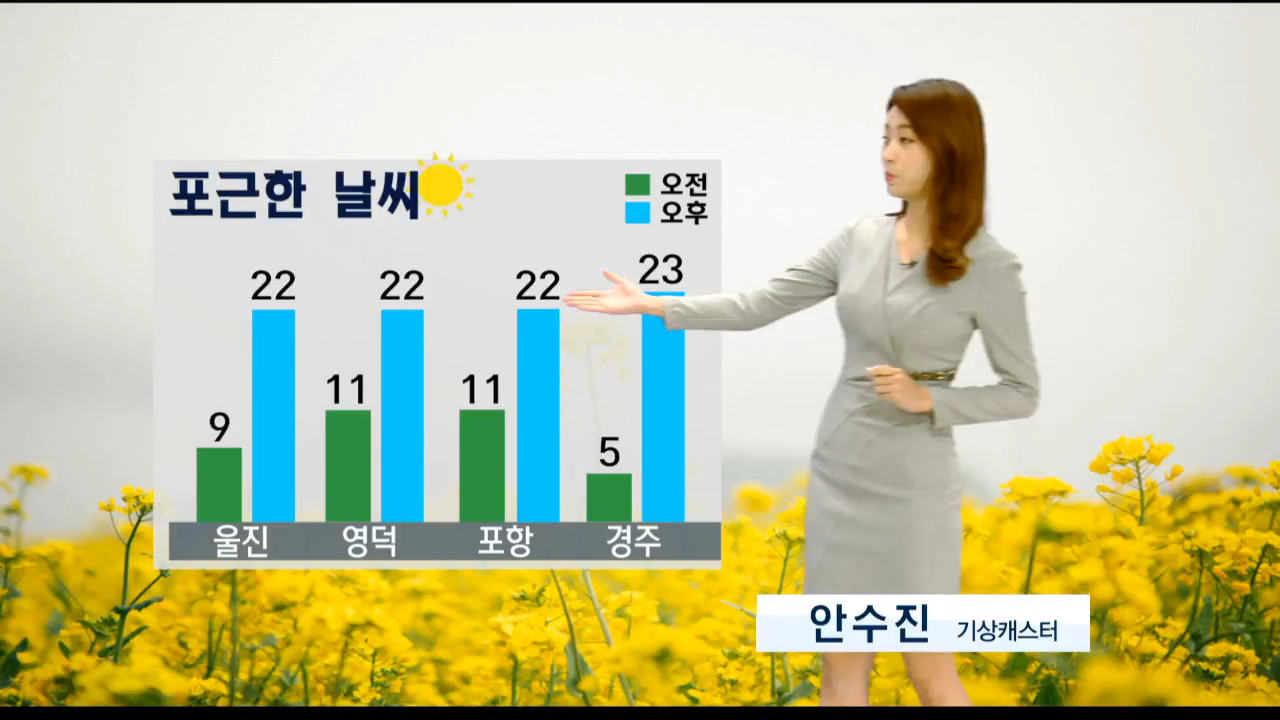 포근한 날씨
오전
오후
22 22 22 23
9 11 11 5
울진 영덕 포항 경주
안수진 기상캐스터